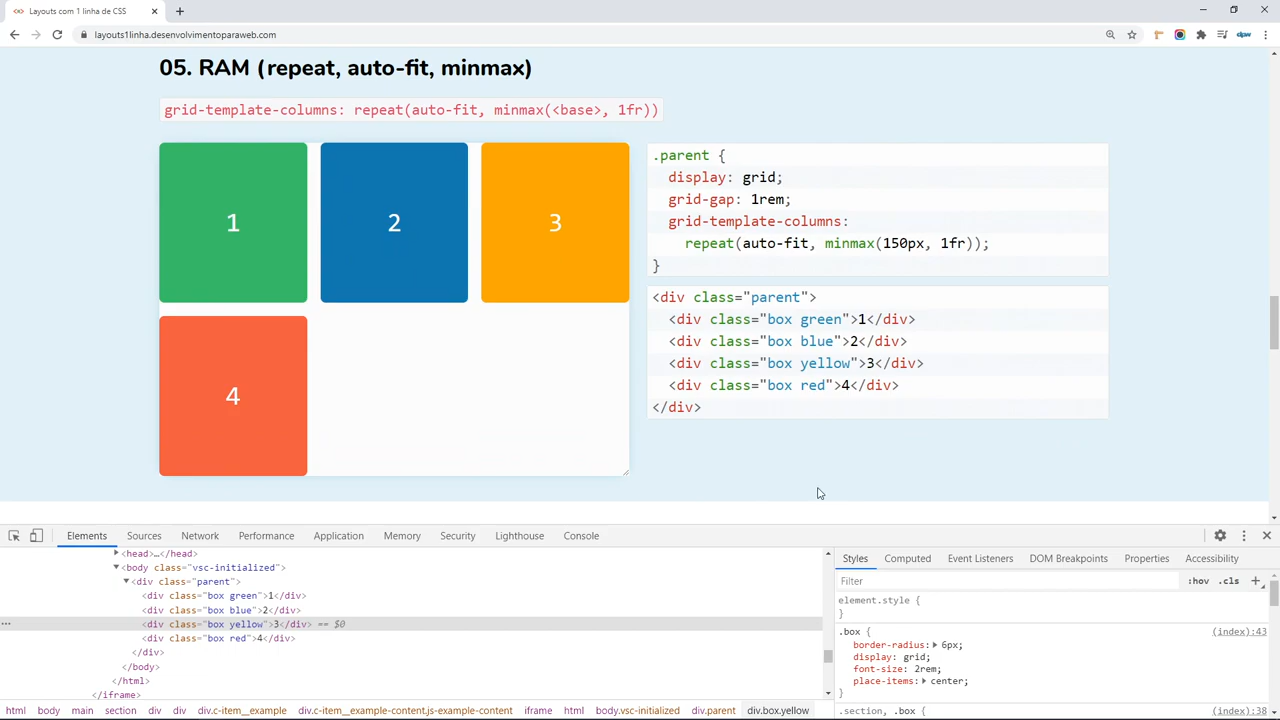 Layouts com 1 linha de CSS
layouts1linha.desenvolvimentoparaweb.com
dpw
05. RAM (repeat, auto-fit, minmax)
grid-template-columns: repeat(auto-fit, minmax(<base>, 1fr))
1
2
3
4
.parent {
display: grid;
grid-gap: 1rem;
grid-template-columns:
repeat(auto-fit, minmax(150px, 1fr));
}
<div class="parent">
<div class="box green">1</div>
<div class="box blue">2</div>
<div class="box yellow">3</div>
<div class="box red">4</div>
</div>
Elements Sources Network Performance Application Memory Security Lighthouse Console
<head>…</head>
<body class="vsc-initialized">
<div class="parent">
<div class="box green">1</div>
<div class="box blue">2</div>
<div class="box yellow">3</div> == $0
<div class="box red">4</div>
</div>
</body>
</html>
</iframe>
html body main section div div div.c-item__example div.c-item__example-content.js-example-content iframe html body.vsc-initialized div.parent div.box.yellow
Styles Computed Event Listeners DOM Breakpoints Properties Accessibility
Filter :hov .cls
element.style {
}
.box { (index):43
border-radius: 6px;
display: grid;
font-size: 2rem;
place-items: center;
}
.section, .box { (index):38